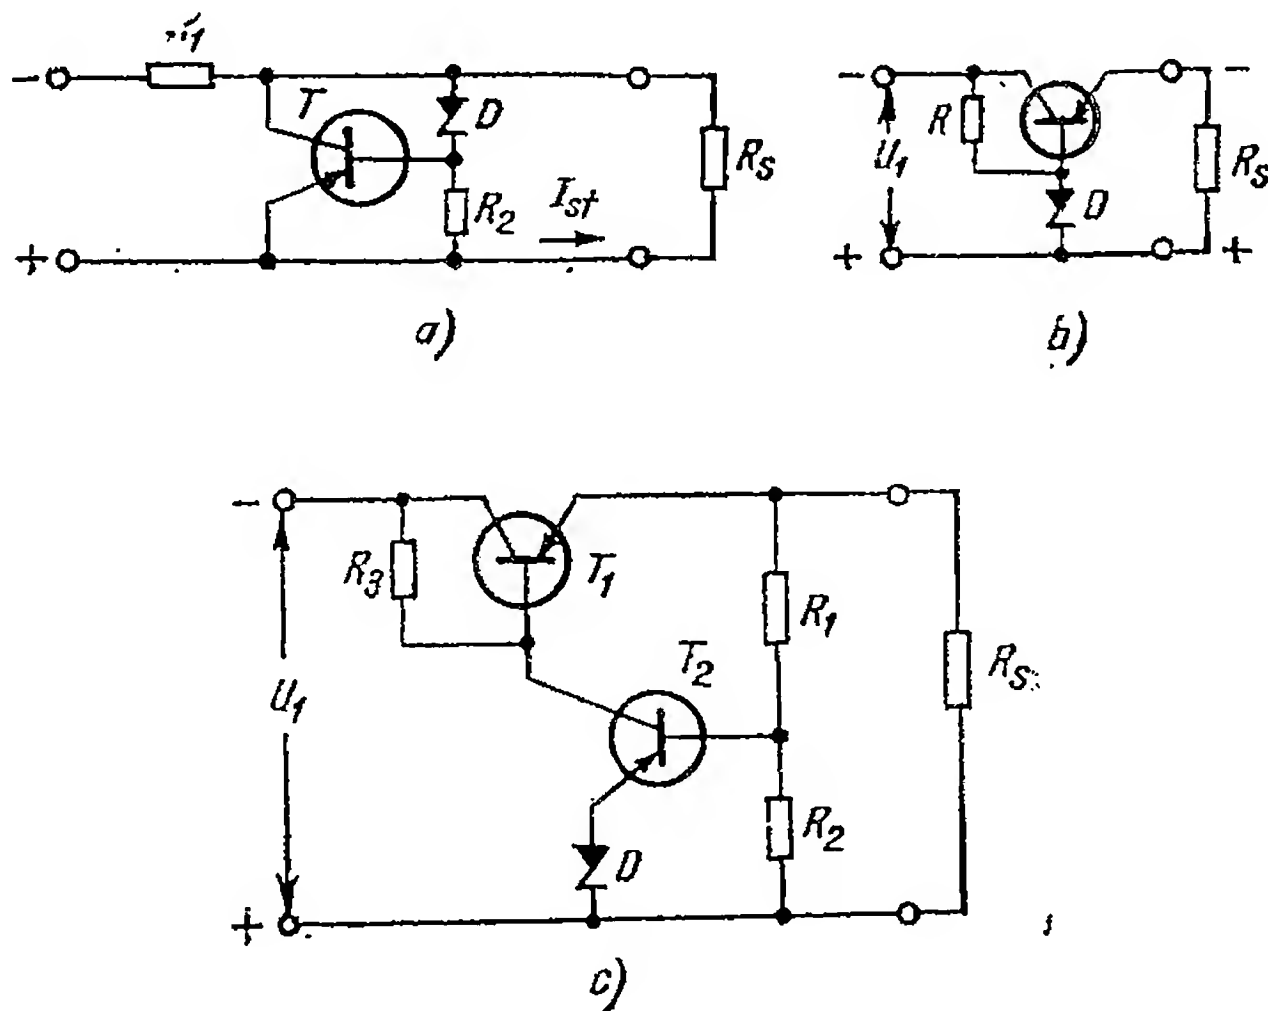 T
D
R2
Rs
Ist
- +
a)
- -
R
U1
D
Rs
+ +
b)
-
R3
T1
R1
T2
Rs
U1
R2
D
+
c)